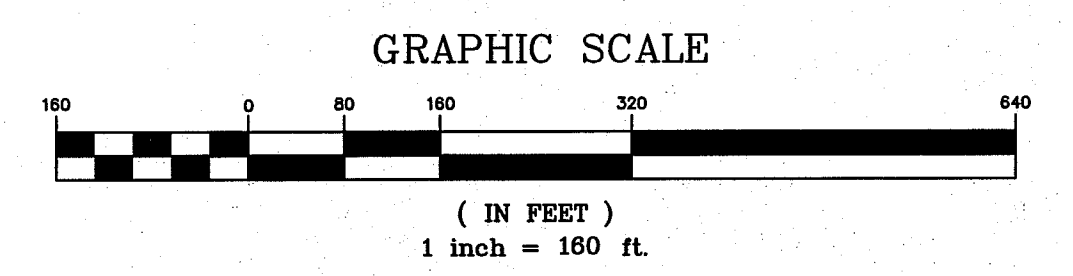 GRAPHIC SCALE
160 0 80 160 320 640
( IN FEET )
1 inch = 160 ft.